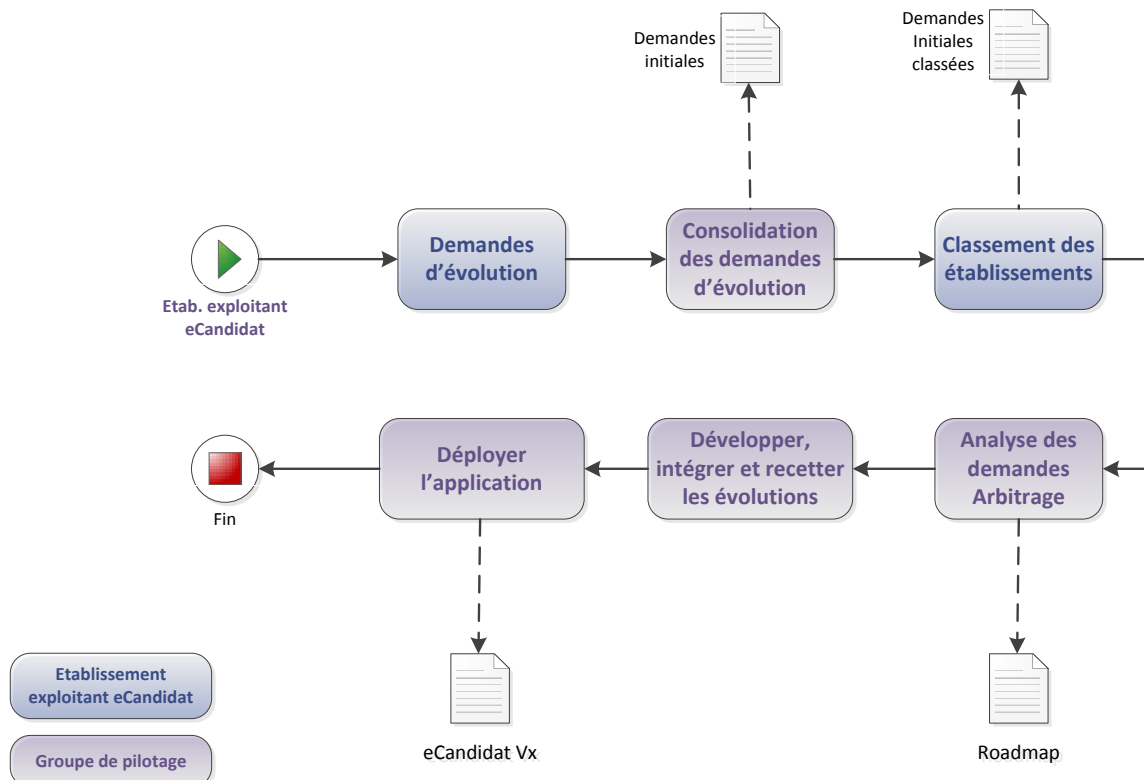 Demandes
initiales
Demandes
Initiales
classées
Demandes
d'évolution
Consolidation
des demandes
d'évolution
Classement des
établissements
Etab. exploitant
eCandidat
Déployer
l'application
Développer,
intégrer et recetter
les évolutions
Analyse des
demandes
Arbitrage
Fin
Etablissement
exploitant eCandidat
Groupe de pilotage
eCandidat Vx
Roadmap